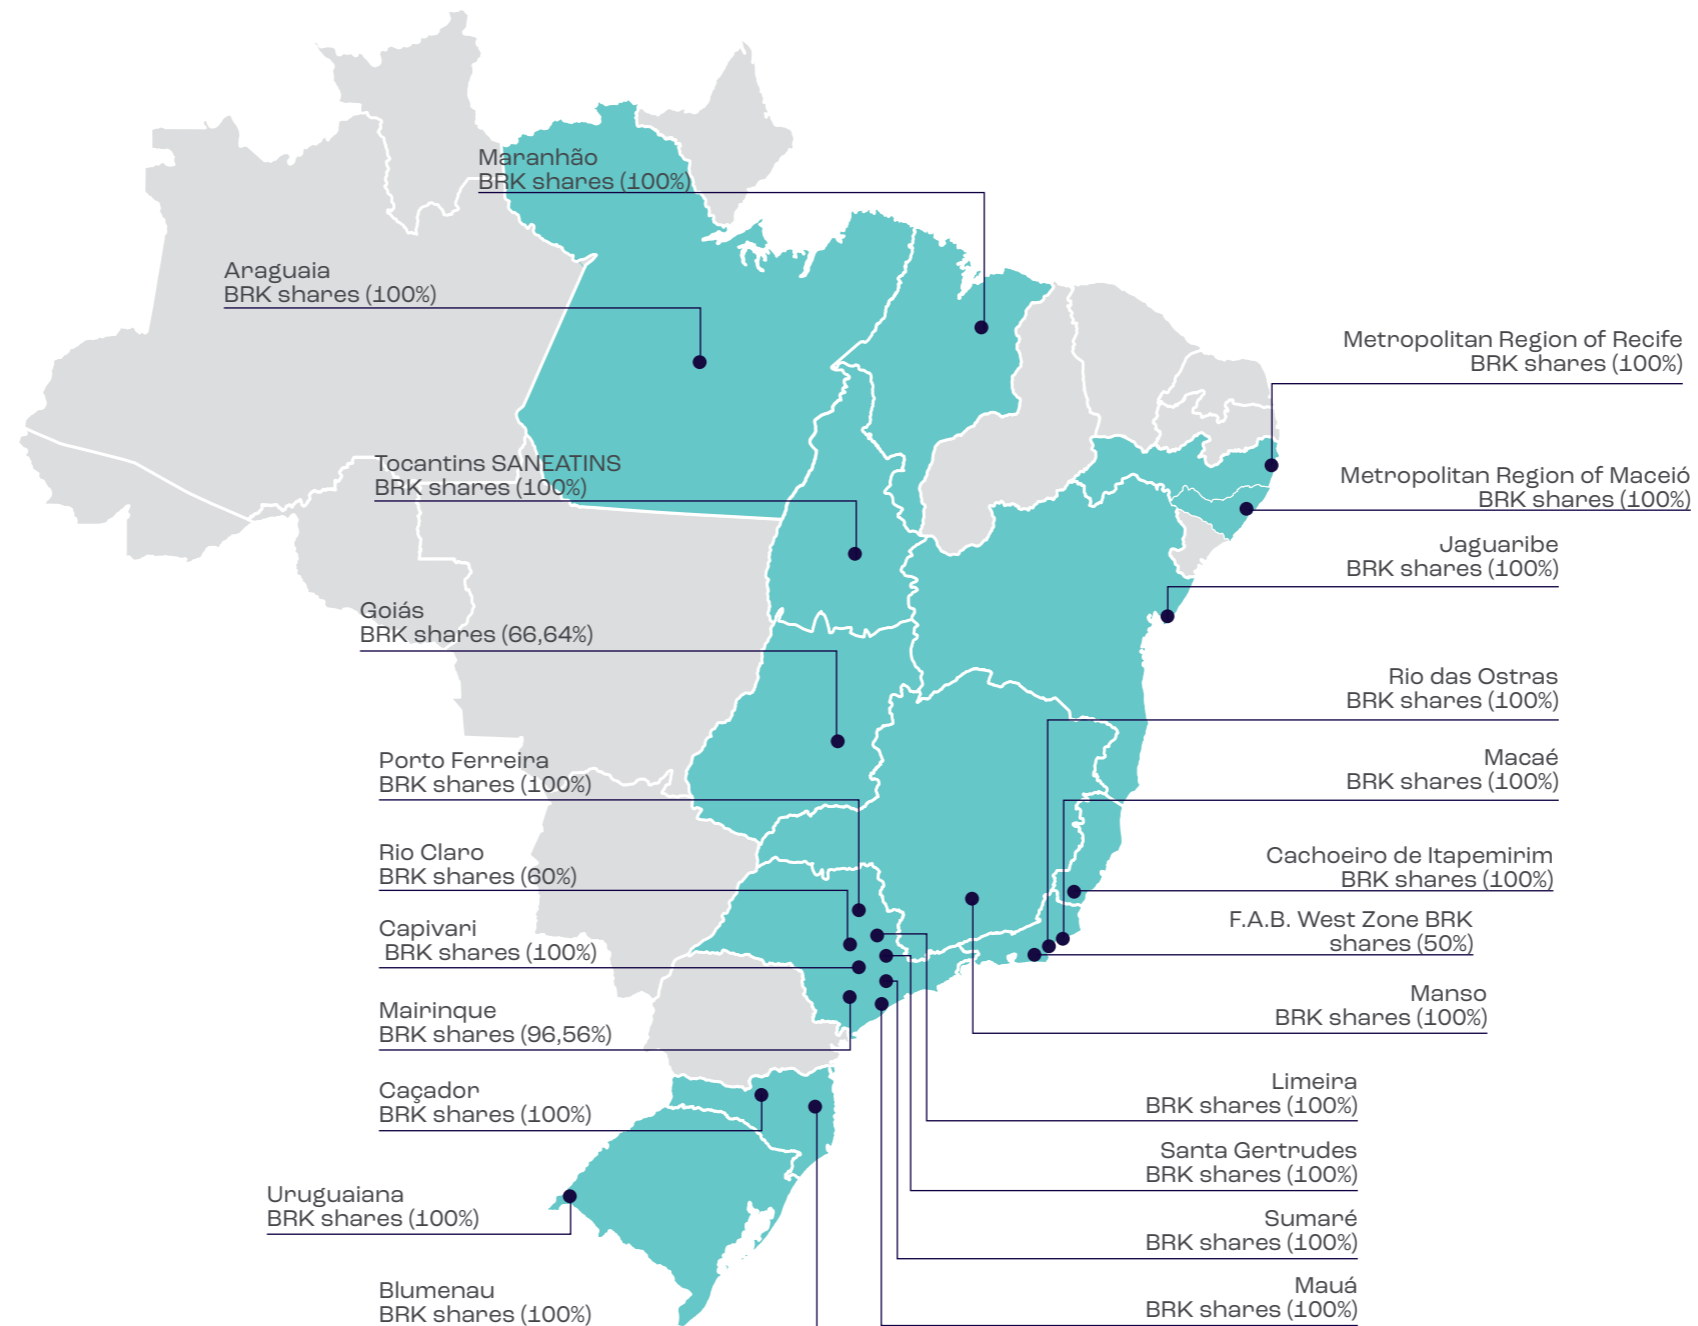 Maranhão
BRK shares (100%)
Araguaia
BRK shares (100%)
Tocantins SANEATINS
BRK shares (100%)
Goiás
BRK shares (66,64%)
Porto Ferreira
BRK shares (100%)
Rio Claro
BRK shares (60%)
Capivari
BRK shares (100%)
Mairinque
BRK shares (96,56%)
Caçador
BRK shares (100%)
Uruguaiana
BRK shares (100%)
Blumenau
BRK shares (100%)
Metropolitan Region of Recife
BRK shares (100%)
Metropolitan Region of Maceió
BRK shares (100%)
Jaguaribe
BRK shares (100%)
Rio das Ostras
BRK shares (100%)
Macaé
BRK shares (100%)
Cachoeiro de Itapemirim
BRK shares (100%)
F.A.B. West Zone BRK
shares (50%)
Manso
BRK shares (100%)
Limeira
BRK shares (100%)
Santa Gertrudes
BRK shares (100%)
Sumaré
BRK shares (100%)
Mauá
BRK shares (100%)